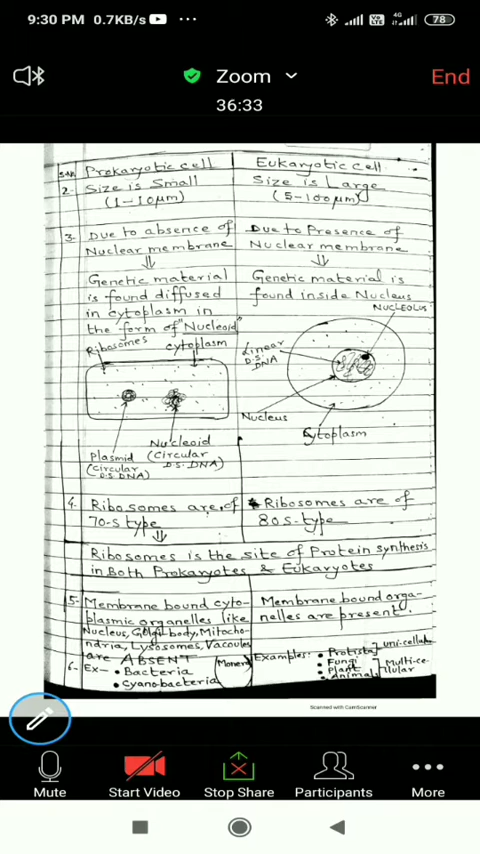 9:30 PM 0.7KB/s 4G 78
Zoom
End
36:33
S.No. Prokaryotic cell Eukaryotic cell
2- Size is Small Size is Large
(1-10µm) (5-100µm)
3- Due to absence of Due to Presence of
Nuclear membrane Nuclear membrane
⇓ ⇓
Genetic material Genetic material is
is found diffused found inside Nucleus
in cytoplasm in
the form of "Nucleoid"
NUCLEOLUS
Ribosomes cytoplasm
Linear
D.S. DNA
Nucleus
Cytoplasm
Nucleoid
Plasmid (Circular
(Circular D.S. DNA)
D.S. DNA)
4. Ribosomes are of Ribosomes are of
70-S type 80S-type
⇓
Ribosomes is the site of Protein synthesis
in Both Prokaryotes & Eukaryotes
5- Membrane bound cyto- Membrane bound orga-
plasmic organelles like nelles are present.
Nucleus, Golgi body, Mitocho-
ndria, Lysosomes, Vacuoles
are ABSENT
6- Ex- • Bacteria
• Cyanobacteria
Monera
Examples: • Protista
• Fungi
• Plant
• Animals
Uni-cellular
Multi-ce-
llular
Scanned with CamScanner
Mute Start Video Stop Share Participants More